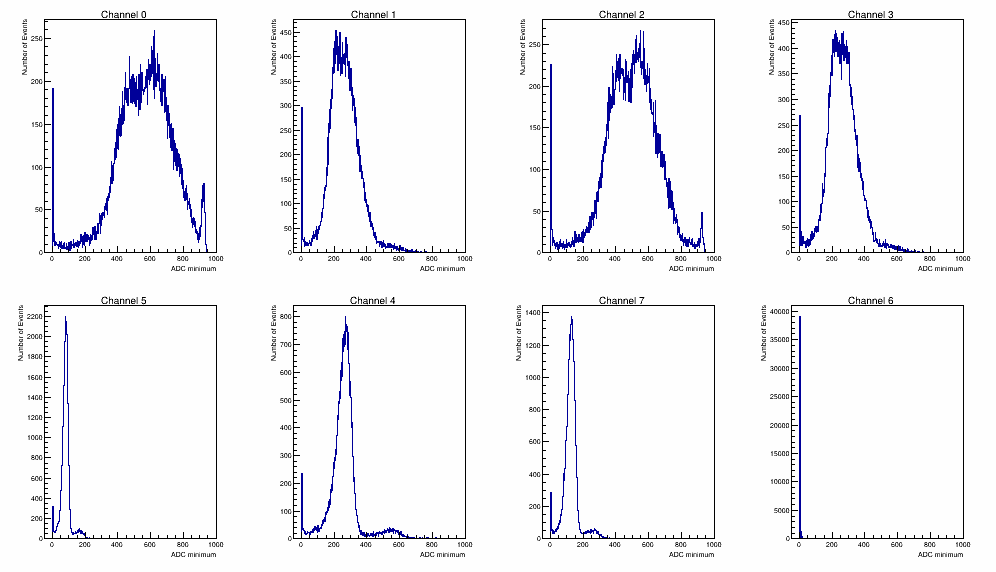 Channel 0
Number of Events
250
200
150
100
50
0
0 200 400 600 800 1000
ADC minimum
Channel 1
Number of Events
450
400
350
300
250
200
150
100
50
0
0 200 400 600 800 1000
ADC minimum
Channel 2
Number of Events
250
200
150
100
50
0
0 200 400 600 800 1000
ADC minimum
Channel 3
Number of Events
450
400
350
300
250
200
150
100
50
0
0 200 400 600 800 1000
ADC minimum
Channel 5
Number of Events
2200
2000
1800
1600
1400
1200
1000
800
600
400
200
0
0 200 400 600 800 1000
ADC minimum
Channel 4
Number of Events
800
700
600
500
400
300
200
100
0
0 200 400 600 800 1000
ADC minimum
Channel 7
Number of Events
1400
1200
1000
800
600
400
200
0
0 200 400 600 800 1000
ADC minimum
Channel 6
Number of Events
40000
35000
30000
25000
20000
15000
10000
5000
0
0 200 400 600 800 1000
ADC minimum